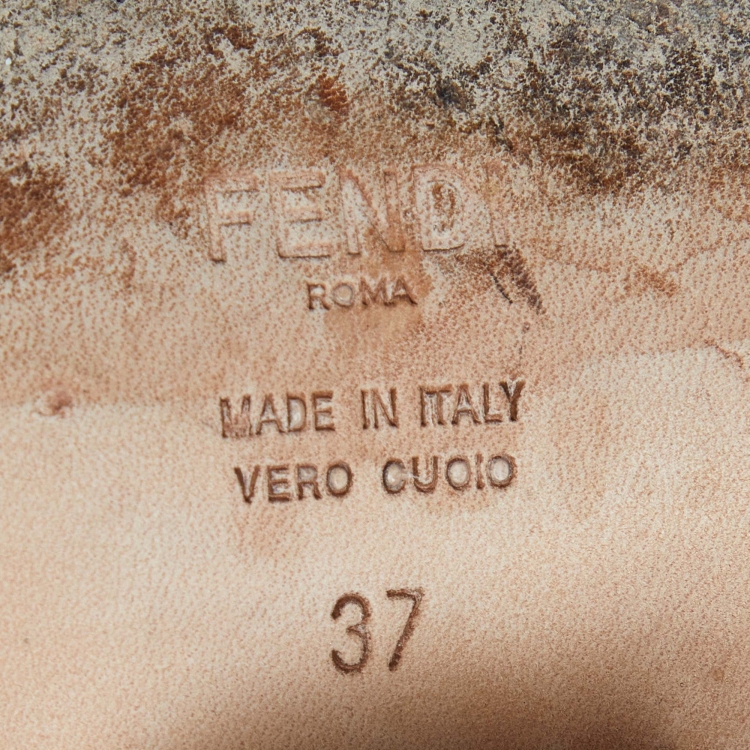 FENDI
ROMA
MADE IN ITALY
VERO CUOIO
37